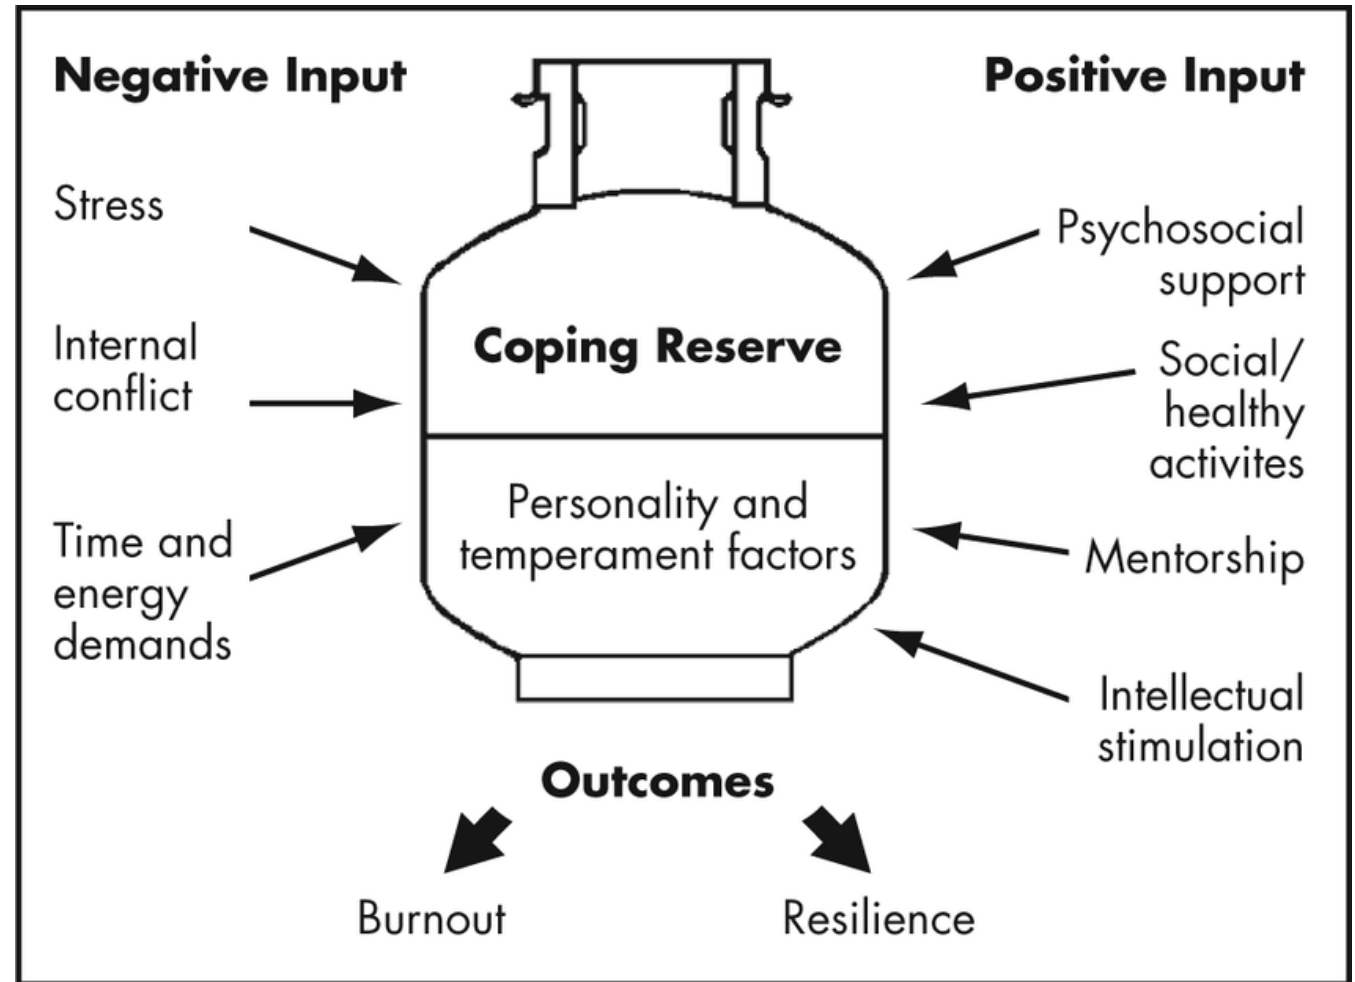 Negative Input
Positive Input
Stress
Internal
conflict
Time and
energy
demands
Coping Reserve
Personality and
temperament factors
Psychosocial
support
Social/
healthy
activites
Mentorship
Intellectual
stimulation
Outcomes
Burnout
Resilience